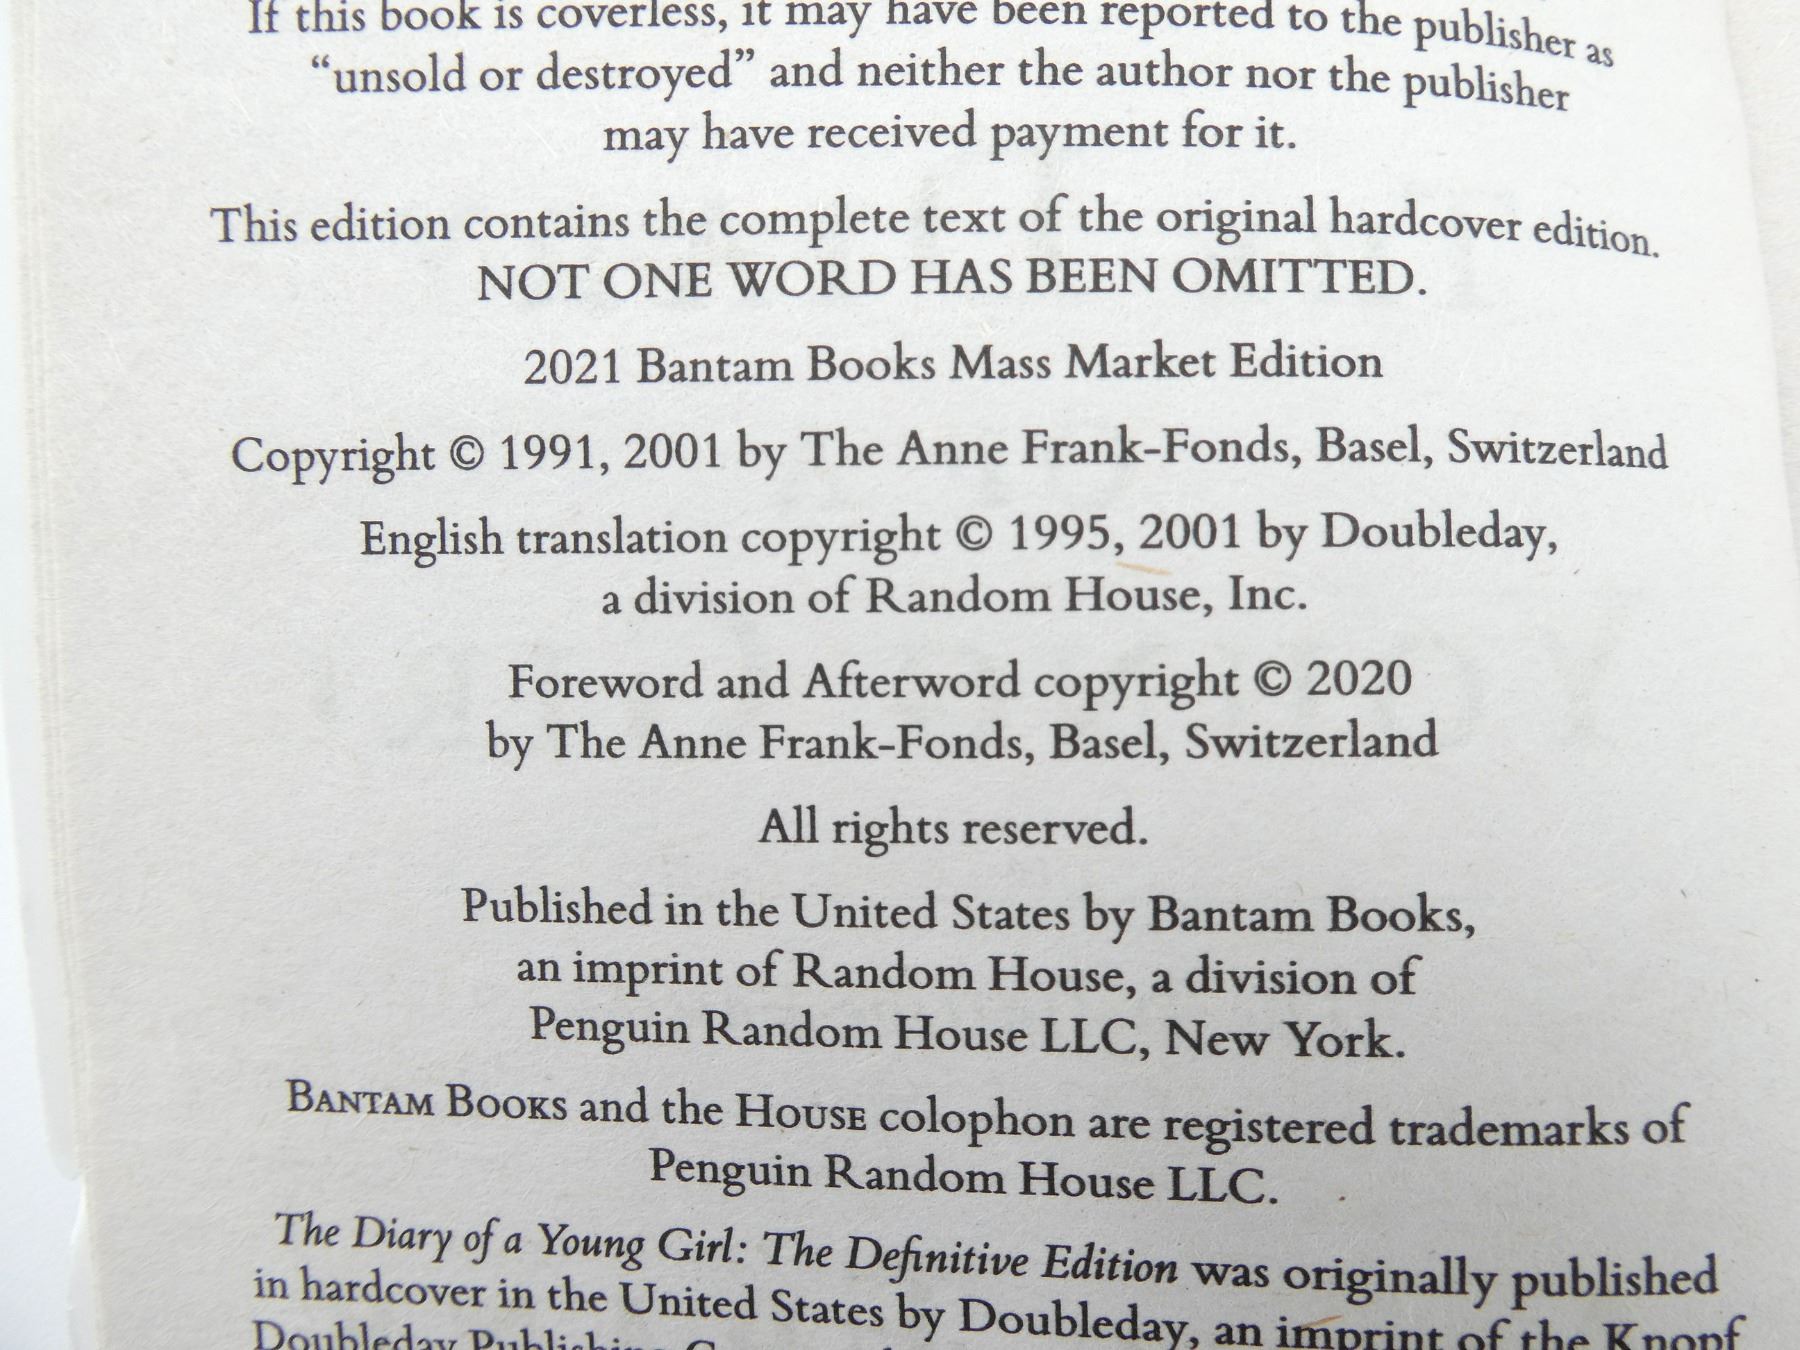 If this book is coverless, it may have been reported to the publisher as
“unsold or destroyed” and neither the author nor the publisher
may have received payment for it.
This edition contains the complete text of the original hardcover edition.
NOT ONE WORD HAS BEEN OMITTED.
2021 Bantam Books Mass Market Edition
Copyright © 1991, 2001 by The Anne Frank-Fonds, Basel, Switzerland
English translation copyright © 1995, 2001 by Doubleday,
a division of Random House, Inc.
Foreword and Afterword copyright © 2020
by The Anne Frank-Fonds, Basel, Switzerland
All rights reserved.
Published in the United States by Bantam Books,
an imprint of Random House, a division of
Penguin Random House LLC, New York.
BANTAM BOOKS and the HOUSE colophon are registered trademarks of
Penguin Random House LLC.
The Diary of a Young Girl: The Definitive Edition was originally published
in hardcover in the United States by Doubleday, an imprint of the Knopf
Doubleday Publishing